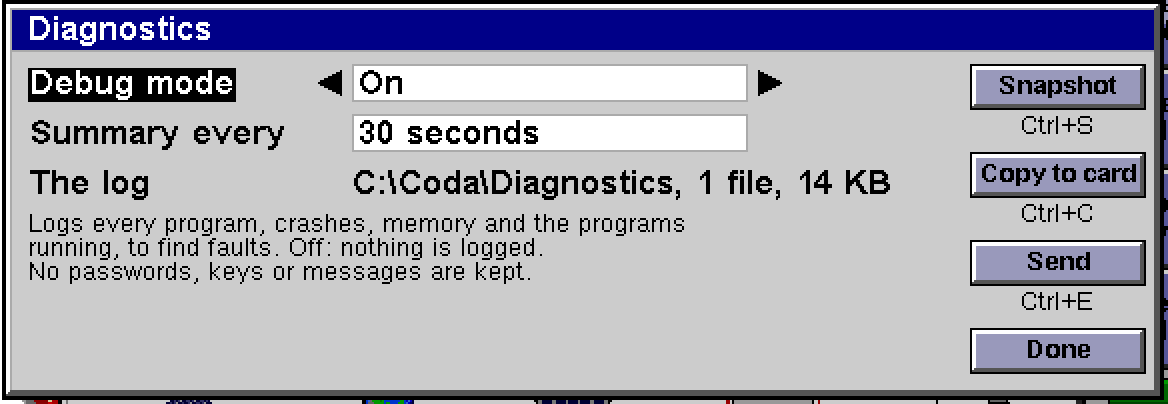 Diagnostics
Debug mode On
Summary every 30 seconds
The log C:\Coda\Diagnostics, 1 file, 14 KB
Logs every program, crashes, memory and the programs
running, to find faults. Off: nothing is logged.
No passwords, keys or messages are kept.
Snapshot
Ctrl+S
Copy to card
Ctrl+C
Send
Ctrl+E
Done